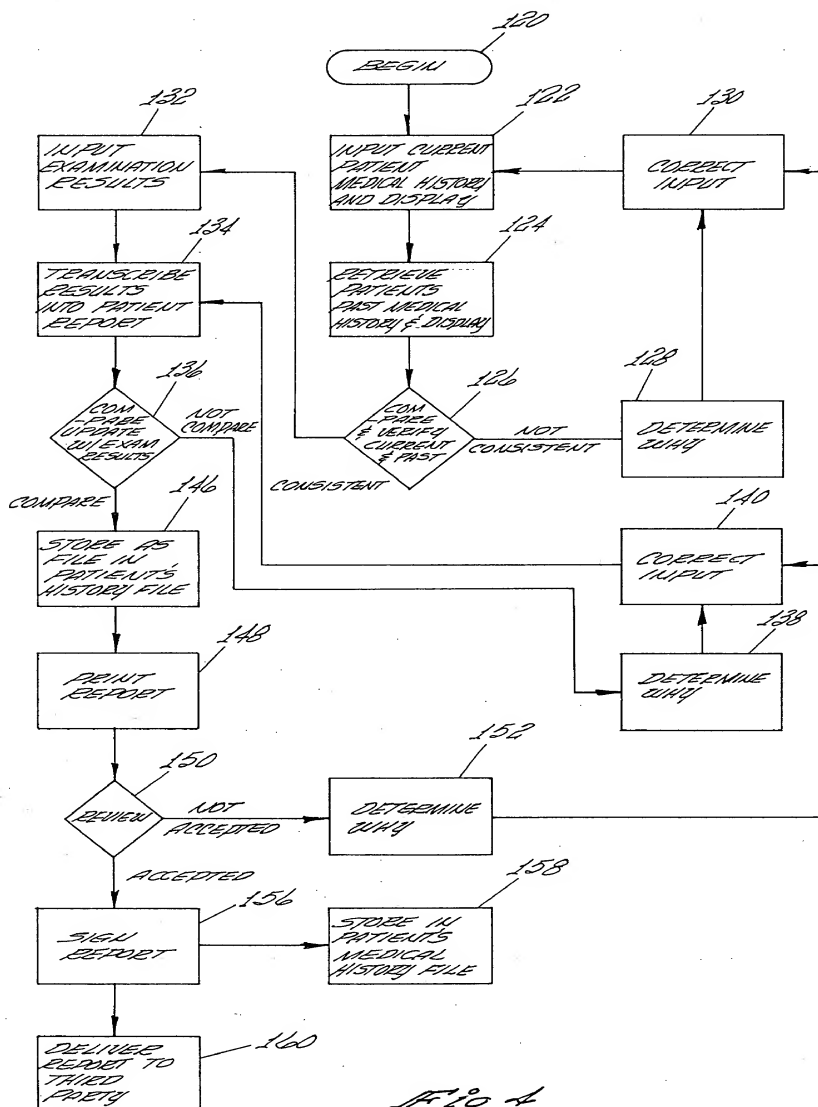 120
BEGIN
132
INPUT
EXAMINATION
RESULTS
122
INPUT CURRENT
PATIENT
MEDICAL HISTORY
AND DISPLAY
130
CORRECT
INPUT
134
TRANSCRIBE
RESULTS
INTO PATIENT
REPORT
124
RETRIEVE
PATIENTS
PAST MEDICAL
HISTORY & DISPLAY
136
COM
-PARE
UPDATE
W/ EXAM
RESULTS
NOT
COMPARE
126
COM
-PARE
& VERIFY
CURRENT
& PAST
NOT
CONSISTENT
128
DETERMINE
WHY
COMPARE
CONSISTENT
146
STORE AS
FILE IN
PATIENT'S
HISTORY FILE
140
CORRECT
INPUT
148
PRINT
REPORT
138
DETERMINE
WHY
150
REVIEW
NOT
ACCEPTED
152
DETERMINE
WHY
ACCEPTED
156
SIGN
REPORT
158
STORE IN
PATIENT'S
MEDICAL
HISTORY FILE
160
DELIVER
REPORT TO
THIRD
PARTY
Fig 4